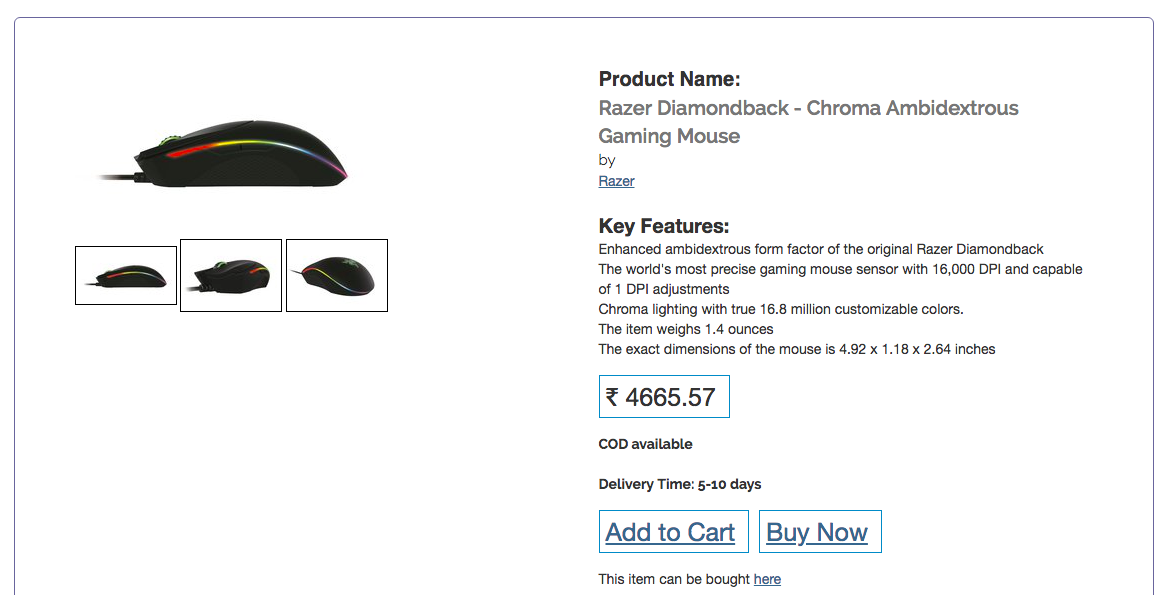 Product Name:
Razer Diamondback - Chroma Ambidextrous
Gaming Mouse
by
Razer
Key Features:
Enhanced ambidextrous form factor of the original Razer Diamondback
The world's most precise gaming mouse sensor with 16,000 DPI and capable
of 1 DPI adjustments
Chroma lighting with true 16.8 million customizable colors.
The item weighs 1.4 ounces
The exact dimensions of the mouse is 4.92 x 1.18 x 2.64 inches
₹ 4665.57
COD available
Delivery Time: 5-10 days
Add to Cart Buy Now
This item can be bought here